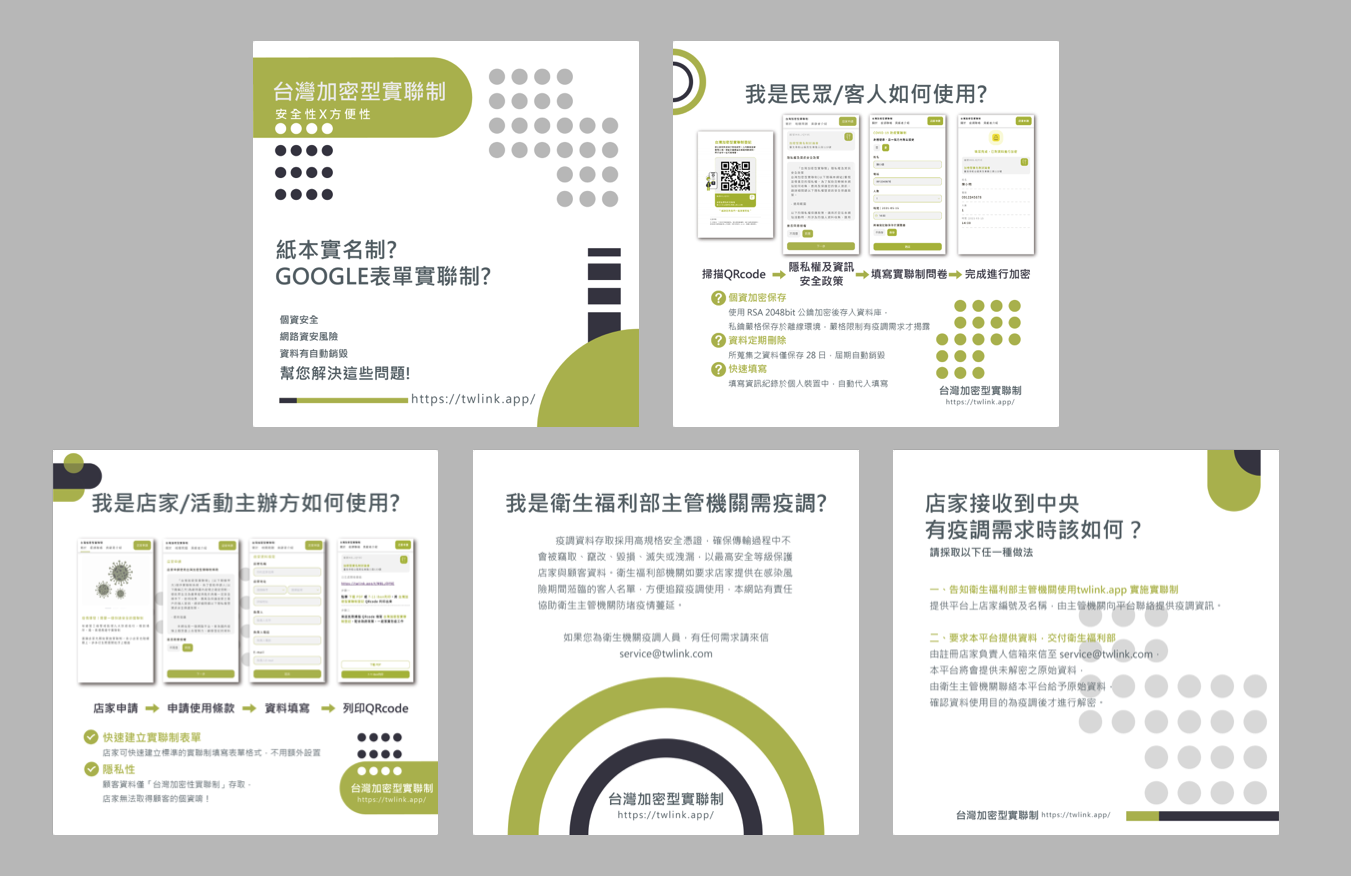 台灣加密型實聯制
安全性X方便性
紙本實名制?
GOOGLE表單實聯制?
個資安全
網路資安風險
資料有自動銷毀
幫您解決這些問題!
https://twlink.app/
我是民眾/客人如何使用?
掃描QRcode
隱私權及資訊
安全政策
填寫實聯制問卷
完成進行加密
? 個資加密保存
使用 RSA 2048bit 公鑰加密後存入資料庫，
私鑰嚴格保存於離線環境，嚴格限制有疫調需求才揭露
? 資料定期刪除
所蒐集之資料僅保存 28 日，屆期自動銷毀
? 快速填寫
填寫資訊紀錄於個人裝置中，自動代入填寫
台灣加密型實聯制
https://twlink.app/
我是店家/活動主辦方如何使用?
店家申請
申請使用條款
資料填寫
列印QRcode
快速建立實聯制表單
店家可快速建立標準的實聯制填寫表單格式，不用額外設置
隱私性
顧客資料僅「台灣加密性實聯制」存取，
店家無法取得顧客的個資唷！
台灣加密型實聯制
https://twlink.app/
我是衛生福利部主管機關需疫調?
疫調資料存取採用高規格安全憑證，確保傳輸過程中不
會被竊取、竄改、毀損、滅失或洩漏，以最高安全等級保護
店家與顧客資料。衛生福利部機關如要求店家提供在感染風
險期間蒞臨的客人名單，方便追蹤疫調使用，本網站有責任
協助衛生主管機關防堵疫情蔓延。
如果您為衛生機關疫調人員，有任何需求請來信
service@twlink.com
台灣加密型實聯制
https://twlink.app/
店家接收到中央
有疫調需求時該如何？
請採取以下任一種做法
一、告知衛生福利部主管機關使用twlink.app 實施實聯制
提供平台上店家編號及名稱，由主管機關向平台聯絡提供疫調資訊。
二、要求本平台提供資料，交付衛生福利部
由註冊店家負責人信箱來信至 service@twlink.com，
本平台將會提供未解密之原始資料，
由衛生主管機關聯絡本平台給予原始資料，
確認資料使用目的為疫調後才進行解密。
台灣加密型實聯制 https://twlink.app/